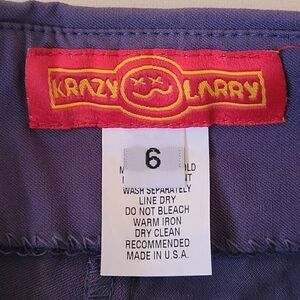 KRAZY LARRY
6
WASH SEPARATELY
LINE DRY
DO NOT BLEACH
WARM IRON
DRY CLEAN
RECOMMENDED
MADE IN U.S.A.